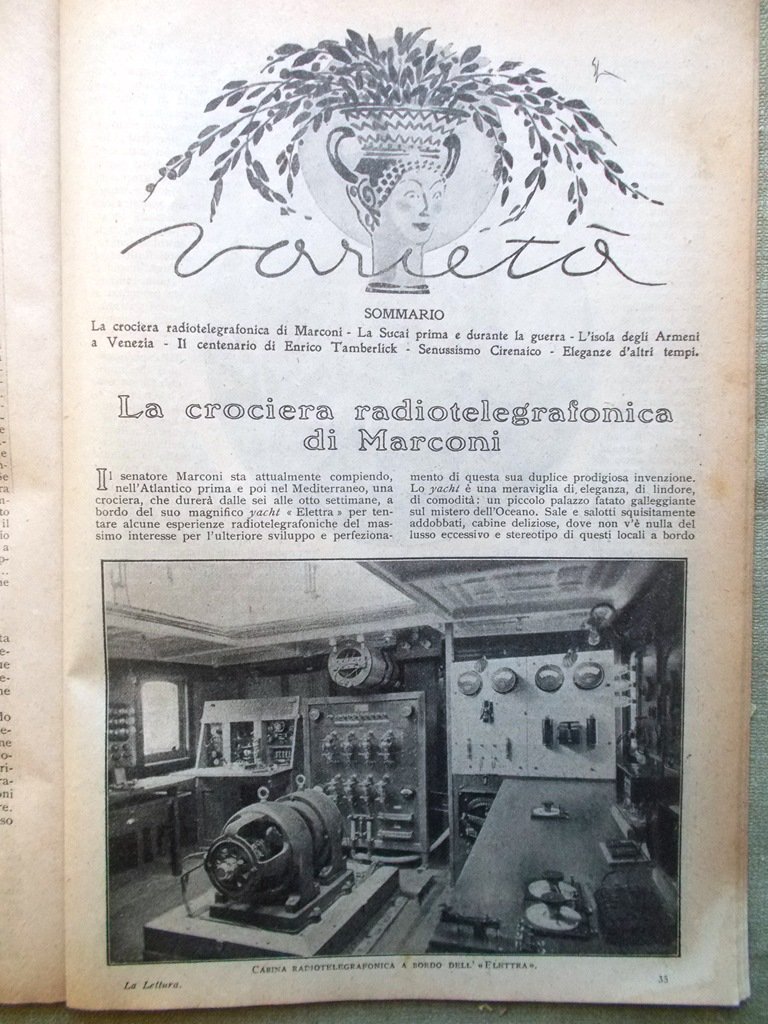 varietà
SOMMARIO
La crociera radiotelegrafonica di Marconi - La Sucai prima e durante la guerra - L'isola degli Armeni
a Venezia - Il centenario di Enrico Tamberlick - Senussismo Cirenaico - Eleganze d'altri tempi.
La crociera radiotelegrafonica
di Marconi
Il senatore Marconi sta attualmente compiendo,
nell'Atlantico prima e poi nel Mediterraneo, una
crociera, che durerà dalle sei alle otto settimane, a
bordo del suo magnifico yacht « Elettra » per ten-
tare alcune esperienze radiotelegrafoniche del mas-
simo interesse per l'ulteriore sviluppo e perfeziona-
mento di questa sua duplice prodigiosa invenzione.
Lo yacht è una meraviglia di eleganza, di lindore,
di comodità: un piccolo palazzo fatato galleggiante
sul mistero dell'Oceano. Sale e salotti squisitamente
addobbati, cabine deliziose, dove non v'è nulla del
lusso eccessivo e stereotipo di questi locali a bordo
CABINA RADIOTELEGRAFONICA A BORDO DELL' «ELETTRA».
La Lettura.
35